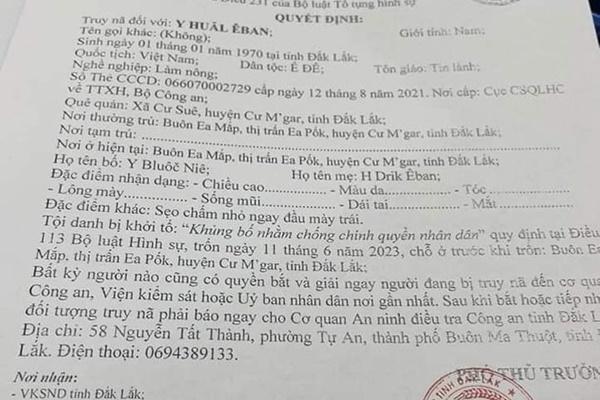 Điều 231 của Bộ luật Tố tụng hình sự
QUYẾT ĐỊNH:
Truy nã đối với: Y HUĂL ÊBAN;
Tên gọi khác: (Không); Giới tính: Nam;
Sinh ngày 01 tháng 01 năm 1970 tại tỉnh Đắk Lắk;
Quốc tịch: Việt Nam; Dân tộc: Ê ĐÊ; Tôn giáo: Tin lành;
Nghề nghiệp: Làm nông;
Số Thẻ CCCD: 066070002729 cấp ngày 12 tháng 8 năm 2021. Nơi cấp: Cục CSQLHC
về TTXH, Bộ Công an;
Quê quán: Xã Cư Suê, huyện Cư M'gar, tỉnh Đắk Lắk;
Nơi thường trú: Buôn Ea Mắp, thị trấn Ea Pốk, huyện Cư M'gar, tỉnh Đắk Lắk;
Nơi tạm trú:
Nơi ở hiện tại: Buôn Ea Mắp, thị trấn Ea Pốk, huyện Cư M'gar, tỉnh Đắk Lắk;
Họ tên bố: Y Bluôč Niê; Họ tên mẹ: H Drik Êban;
Đặc điểm nhận dạng: - Chiều cao - Màu da - Tóc
- Lông mày - Sống mũi - Dái tai - Mắt
Đặc điểm khác: Sẹo chấm nhỏ ngay đầu mày trái.
Tội danh bị khởi tố: "Khủng bố nhằm chống chính quyền nhân dân" quy định tại Điều
113 Bộ luật Hình sự, trốn ngày 11 tháng 6 năm 2023, chỗ ở trước khi trốn: Buôn Ea
Mắp, thị trấn Ea Pốk, huyện Cư M'gar, tỉnh Đắk Lắk;
Bất kỳ người nào cũng có quyền bắt và giải ngay người đang bị truy nã đến cơ quan
Công an, Viện kiểm sát hoặc Uỷ ban nhân dân nơi gần nhất. Sau khi bắt hoặc tiếp nh
đối tượng truy nã phải báo ngay cho Cơ quan An ninh điều tra Công an tỉnh Đắk L
Địa chỉ: 58 Nguyễn Tất Thành, phường Tự An, thành phố Buôn Ma Thuột, tỉnh
Lắk. Điện thoại: 0694389133.
PHÓ THỦ TRƯỞN
Nơi nhận:
- VKSND tỉnh Đắk Lắk;
TỈNH ĐẮK LẮK